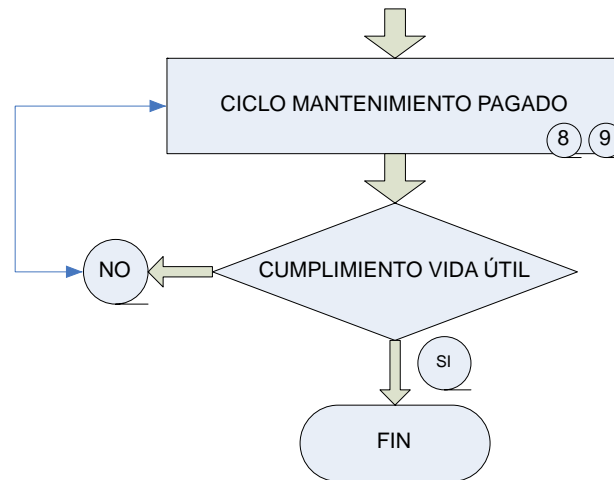 CICLO MANTENIMIENTO PAGADO
8 9
NO
CUMPLIMIENTO VIDA ÚTIL
SI
FIN